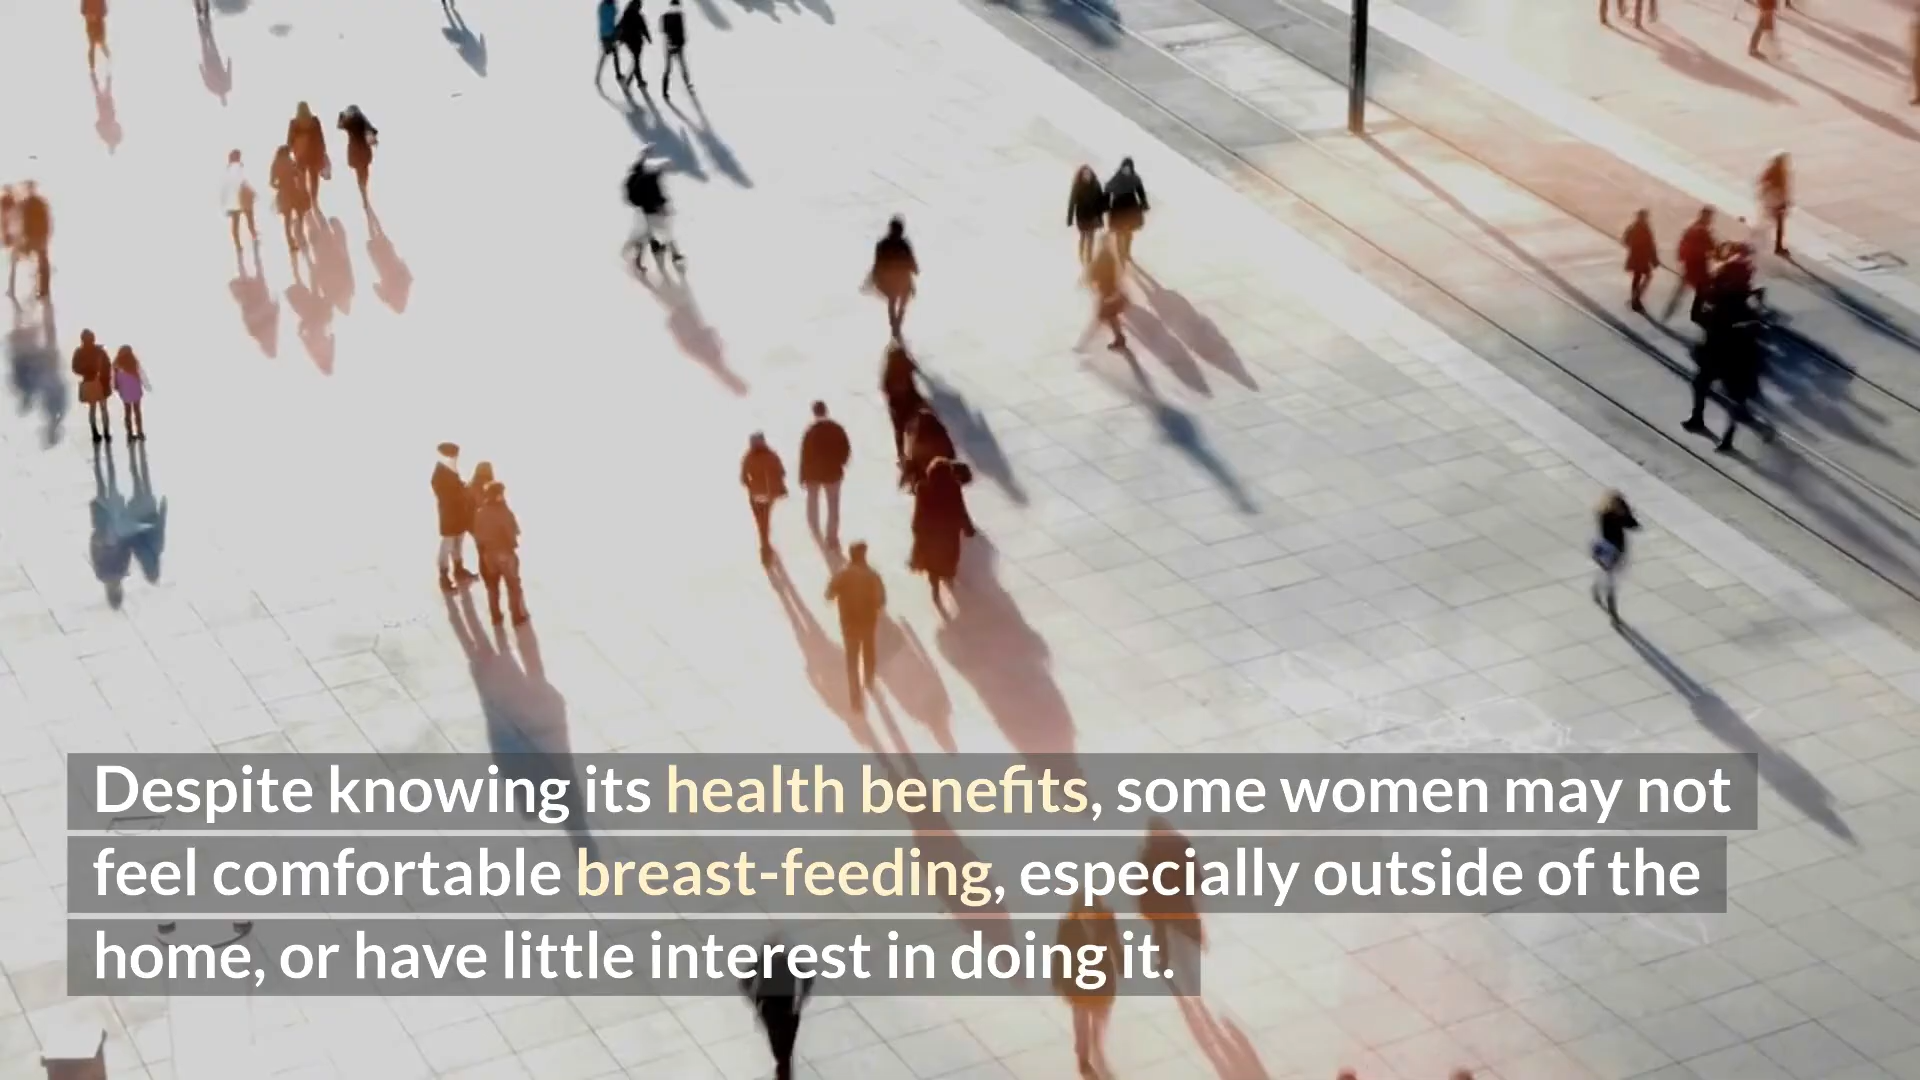 Despite knowing its health benefits, some women may not
feel comfortable breast-feeding, especially outside of the
home, or have little interest in doing it.